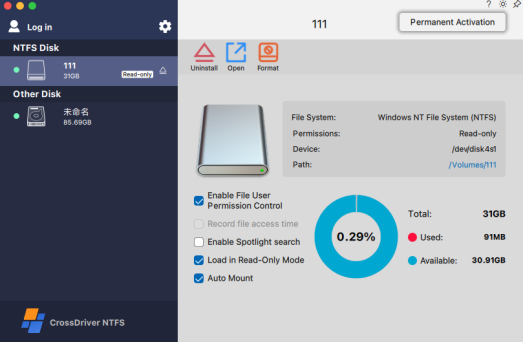 ?
111
Permanent Activation
Log in
NTFS Disk
111
31GB
Read-only
Other Disk
未命名
65.69GB
CrossDriver NTFS
Uninstall
Open
Format
File System: Windows NT File System (NTFS)
Permissions: Read-only
Device: /dev/disk4s1
Path: /Volumes/111
Enable File User
Permission Control
Record file access time
Enable Spotlight search
Load in Read-Only Mode
Auto Mount
0.29%
Total: 31GB
Used: 91MB
Available: 30.91GB